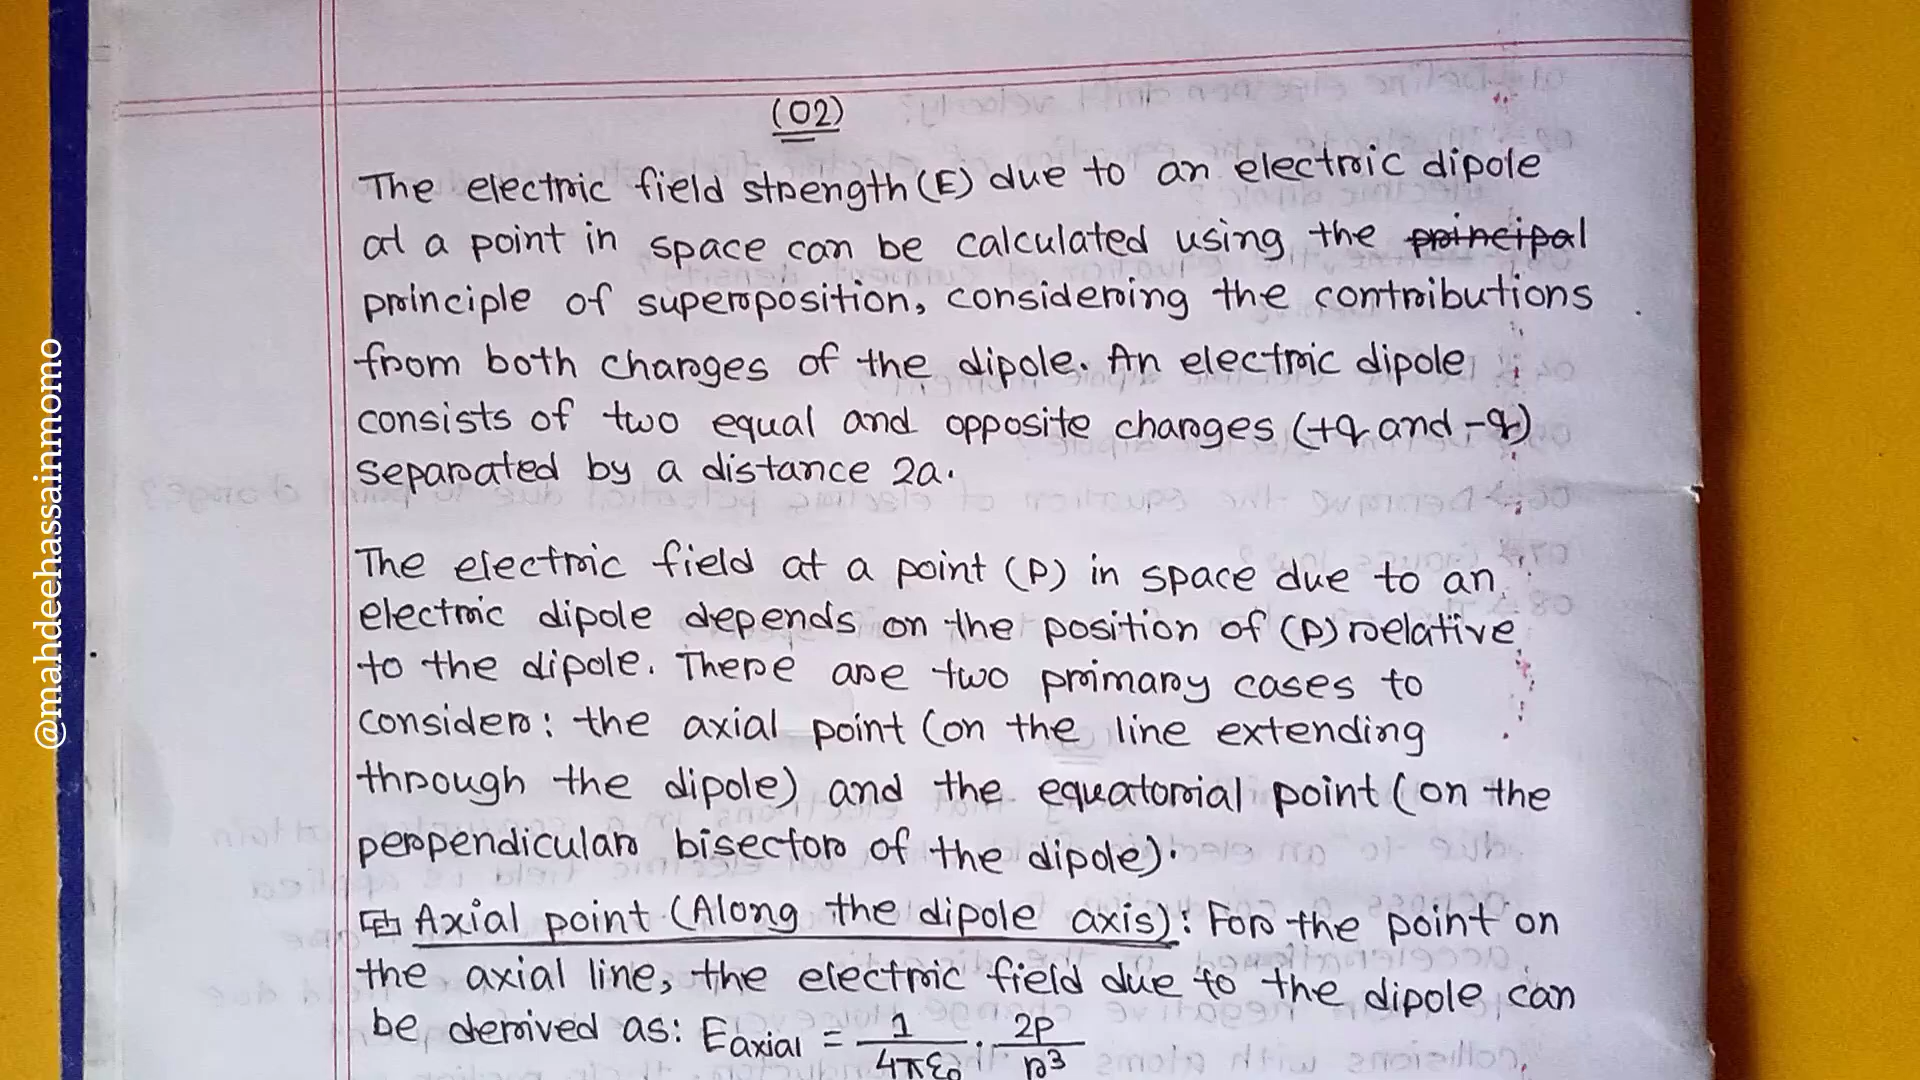 (02)
The electric field strength (E) due to an electric dipole
at a point in space can be calculated using the principal
principle of superposition, considering the contributions
from both charges of the dipole. An electric dipole
consists of two equal and opposite charges (+q and -q)
separated by a distance 2a.
The electric field at a point (P) in space due to an
electric dipole depends on the position of (P) relative
to the dipole. There are two primary cases to
consider: the axial point (on the line extending
through the dipole) and the equatorial point (on the
perpendicular bisector of the dipole).
Axial point (Along the dipole axis): For the point on
the axial line, the electric field due to the dipole can
be derived as: E axial = 1/4πε0 · 2P/r³
@mahdeehassainmomo